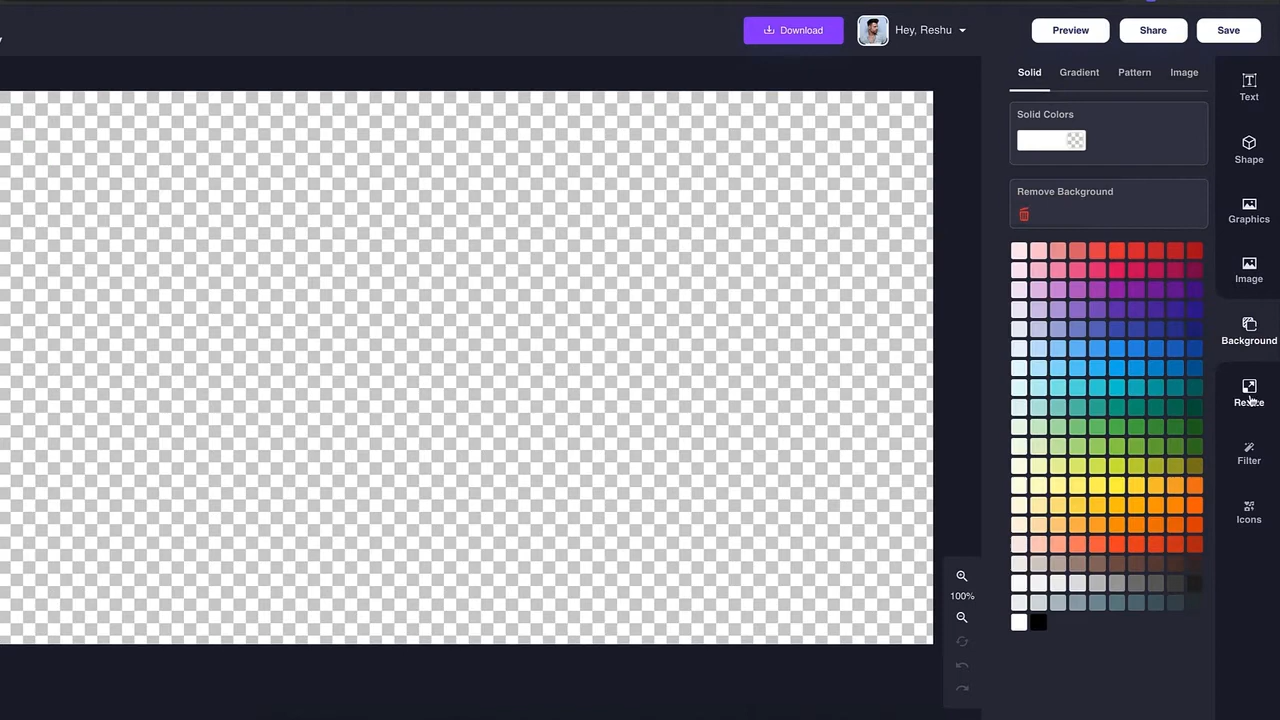 Download
Hey, Reshu
Preview
Share
Save
Solid
Gradient
Pattern
Image
Solid Colors
Remove Background
Text
Shape
Graphics
Image
Background
Resize
Filter
Icons
100%